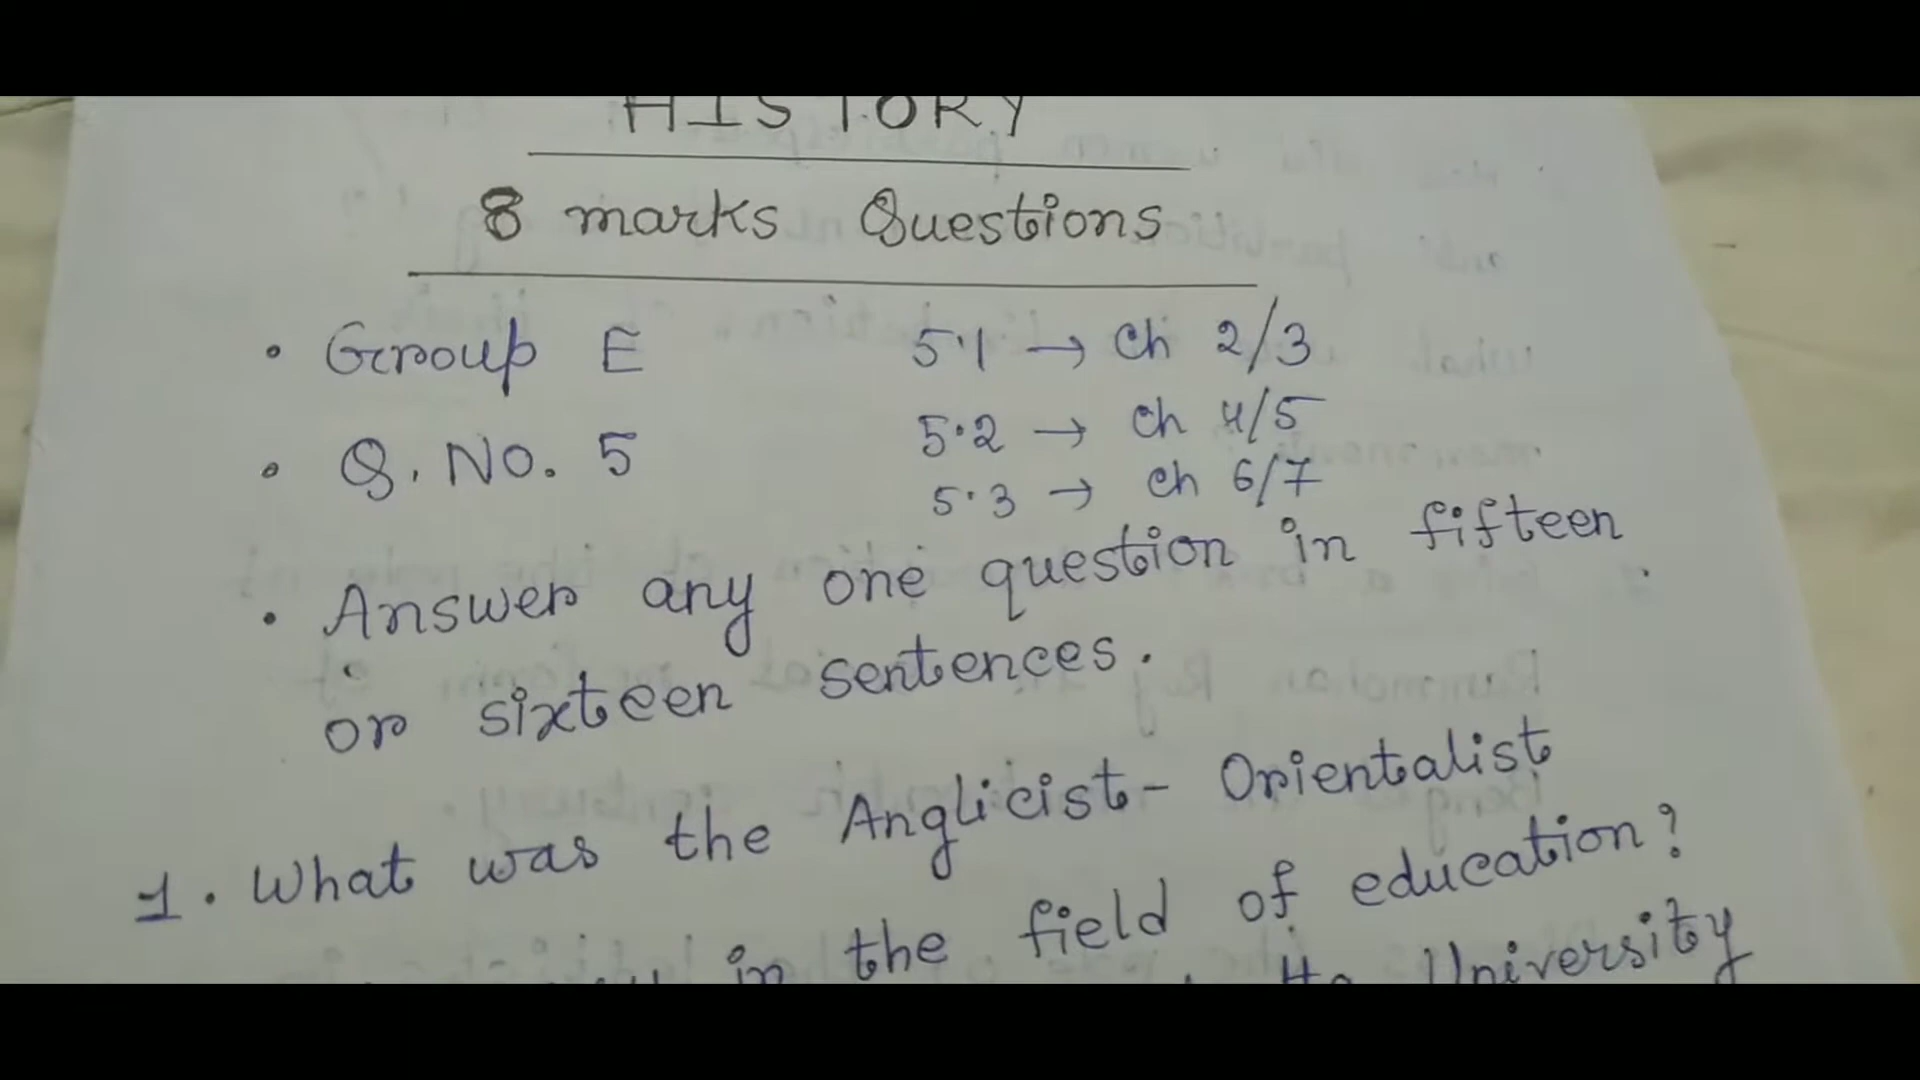 HISTORY
8 marks Questions
• Group E 5.1 → Ch 2/3
• Q. No. 5 5.2 → Ch 4/5
5.3 → Ch 6/7
• Answer any one question in fifteen
or sixteen sentences.
1. What was the Anglicist - Orientalist
in the field of education?
University